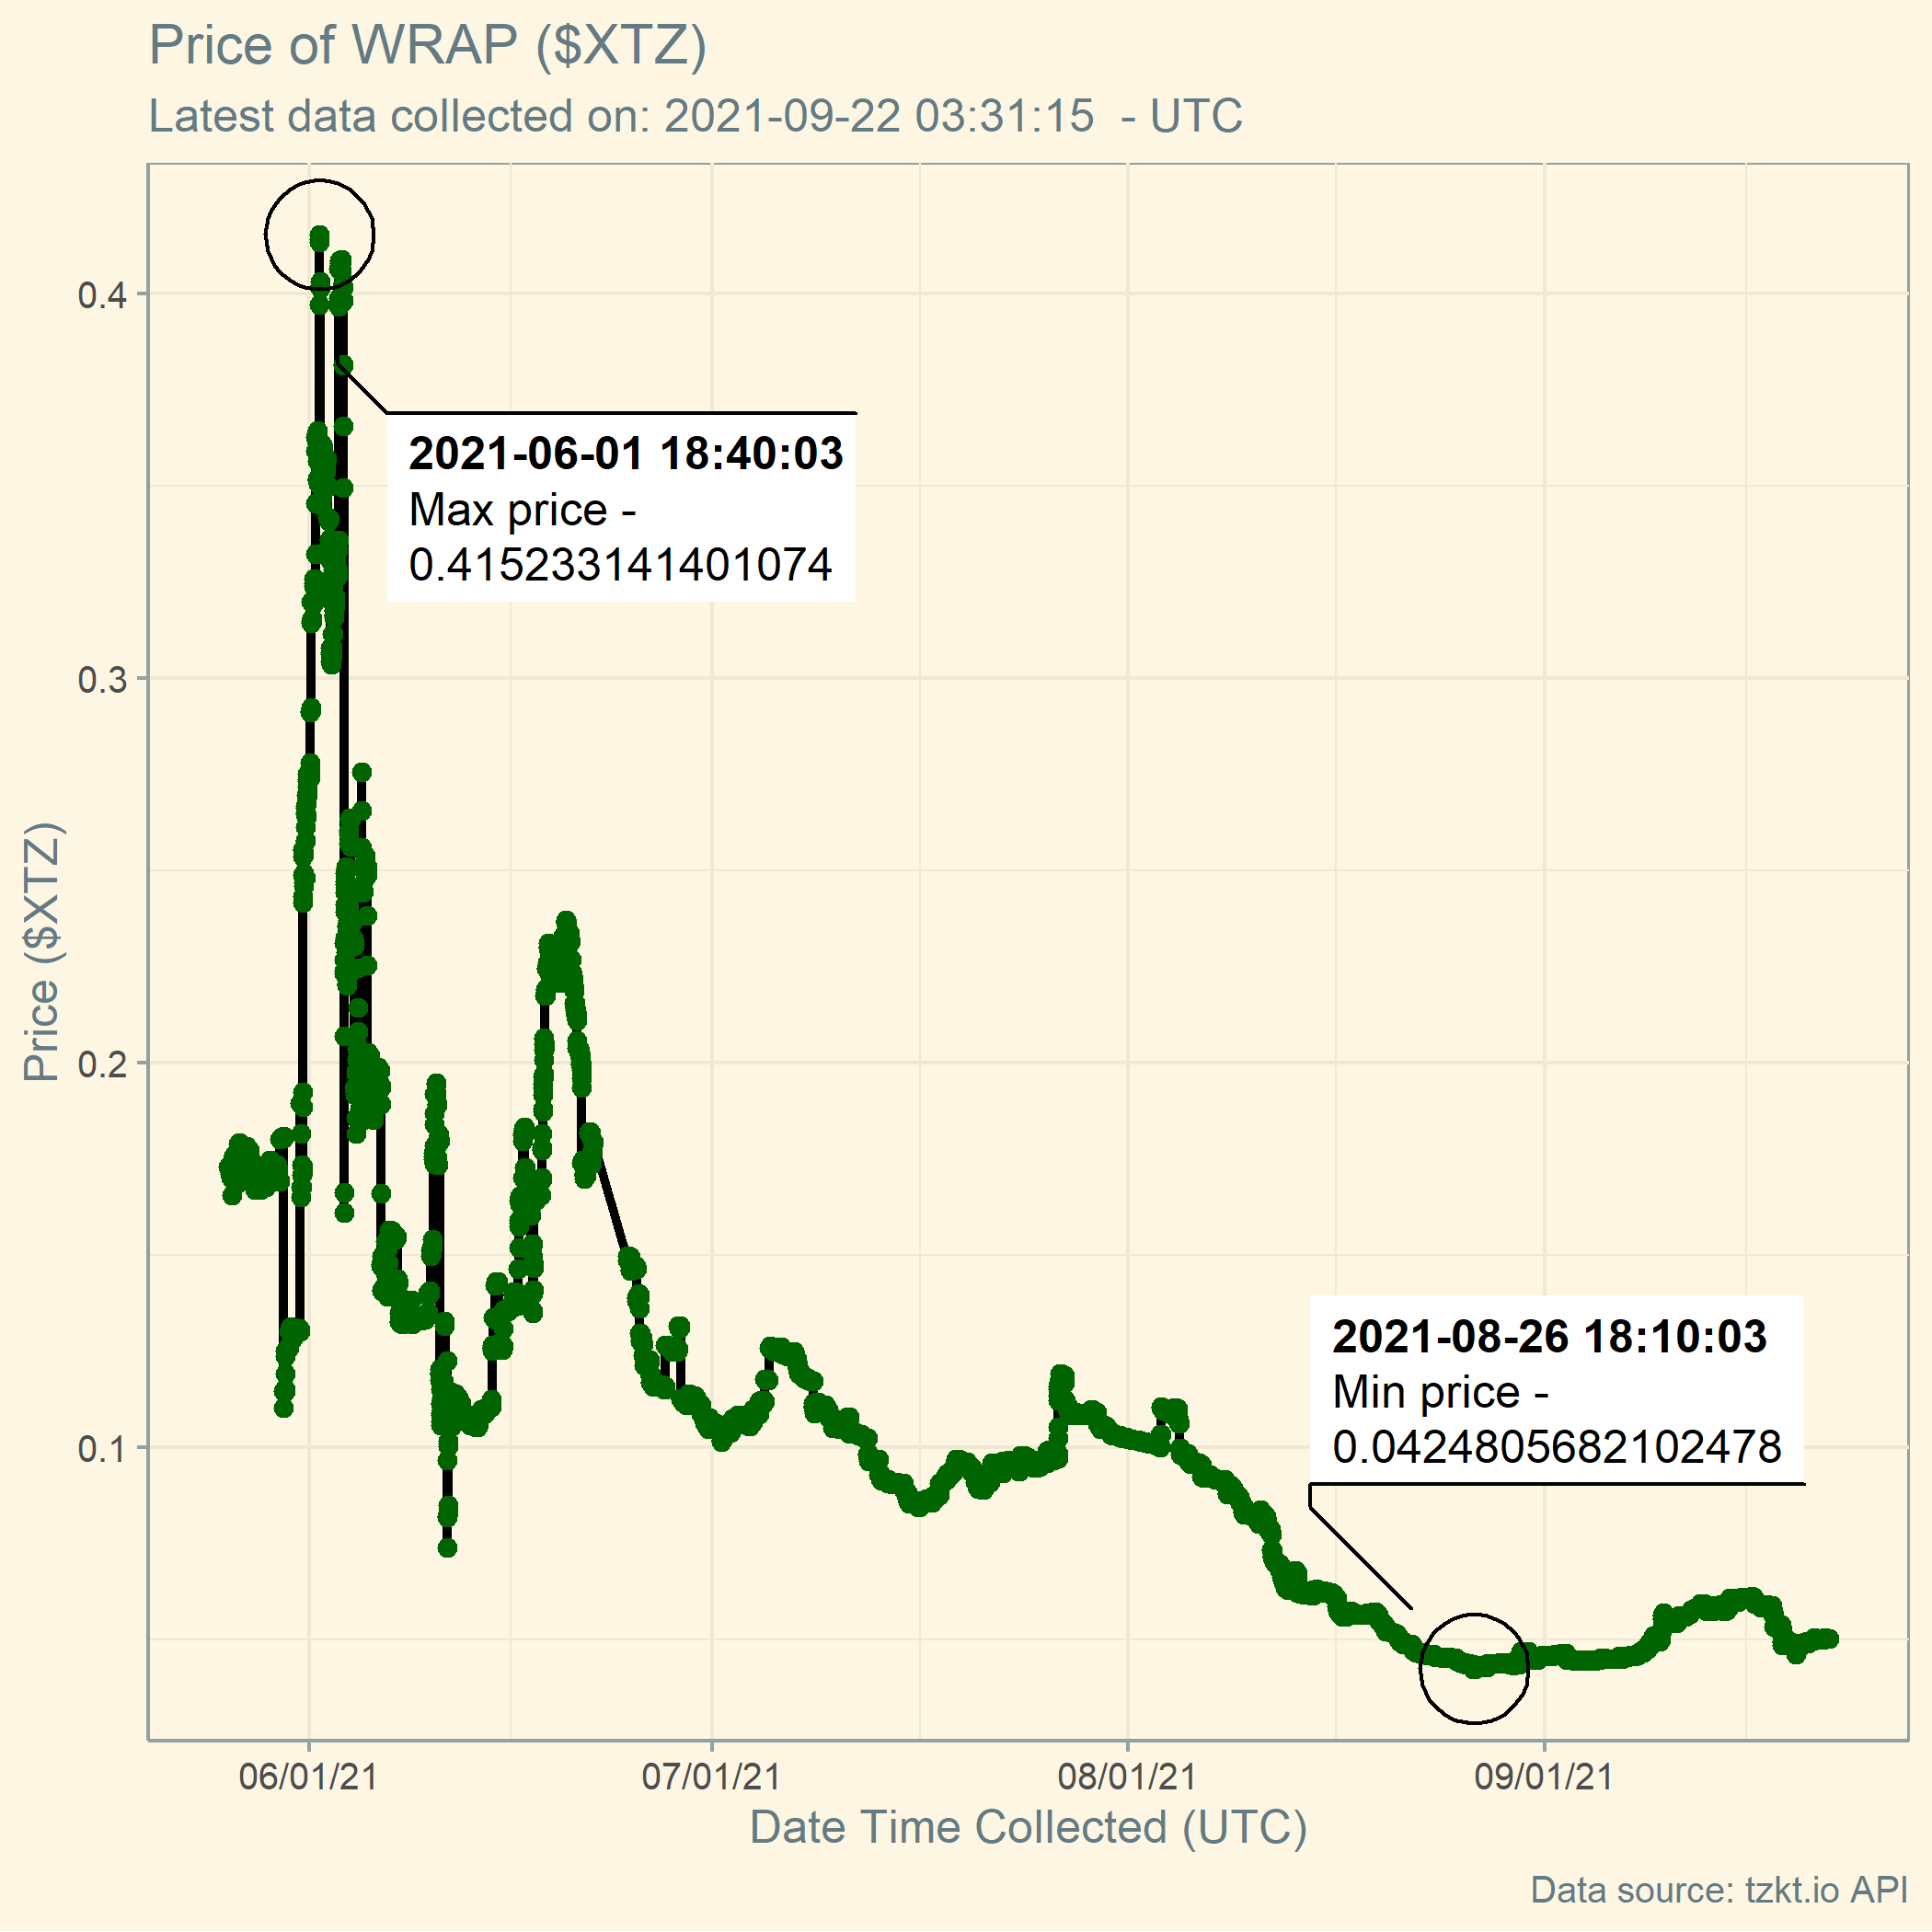 Price of WRAP ($XTZ)
Latest data collected on: 2021-09-22 03:31:15  - UTC
0.4
0.3
0.2
0.1
Price ($XTZ)
2021-06-01 18:40:03
Max price -
0.415233141401074
2021-08-26 18:10:03
Min price -
0.0424805682102478
06/01/21
07/01/21
08/01/21
09/01/21
Date Time Collected (UTC)
Data source: tzkt.io API